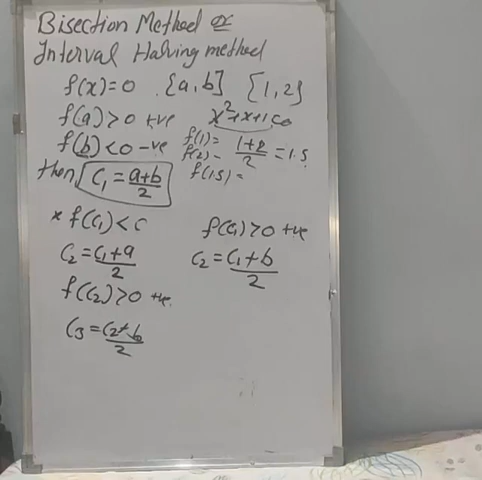 Bisection Method or
Interval Halving method
f(x)=0 [a,b] [1,2]
f(a)>0 +ve x²+x+1=0
f(b)<0 -ve f(1)= 1+2/2 = 1.5
f(2)-
then, C₁ = a+b/2 f(1.5) =
* f(C₁)<c f(C₁)>0 +ve
C₂ = C₁+a/2 C₂ = C₁+b/2
f(C₂)>0 +ve
C₃ = C₂+b/2